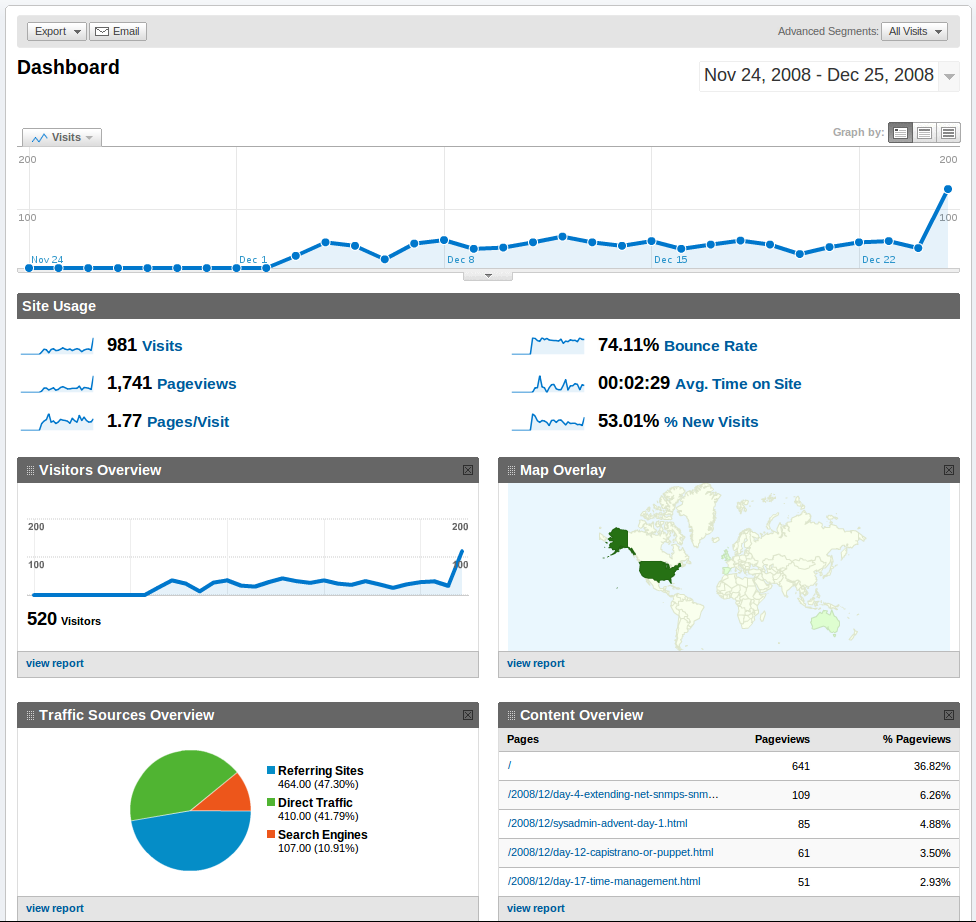 Export Email Advanced Segments: All Visits
Dashboard
Nov 24, 2008 - Dec 25, 2008
Visits Graph by:
200 200
100 100
Nov 24 Dec 1 Dec 8 Dec 15 Dec 22
Site Usage
981 Visits 74.11% Bounce Rate
1,741 Pageviews 00:02:29 Avg. Time on Site
1.77 Pages/Visit 53.01% % New Visits
Visitors Overview
200 200
100 100
520 Visitors
view report
Map Overlay
view report
Traffic Sources Overview
Referring Sites
464.00 (47.30%)
Direct Traffic
410.00 (41.79%)
Search Engines
107.00 (10.91%)
view report
Content Overview
Pages Pageviews % Pageviews
/ 641 36.82%
/2008/12/day-4-extending-net-snmps-snm... 109 6.26%
/2008/12/sysadmin-advent-day-1.html 85 4.88%
/2008/12/day-12-capistrano-or-puppet.html 61 3.50%
/2008/12/day-17-time-management.html 51 2.93%
view report